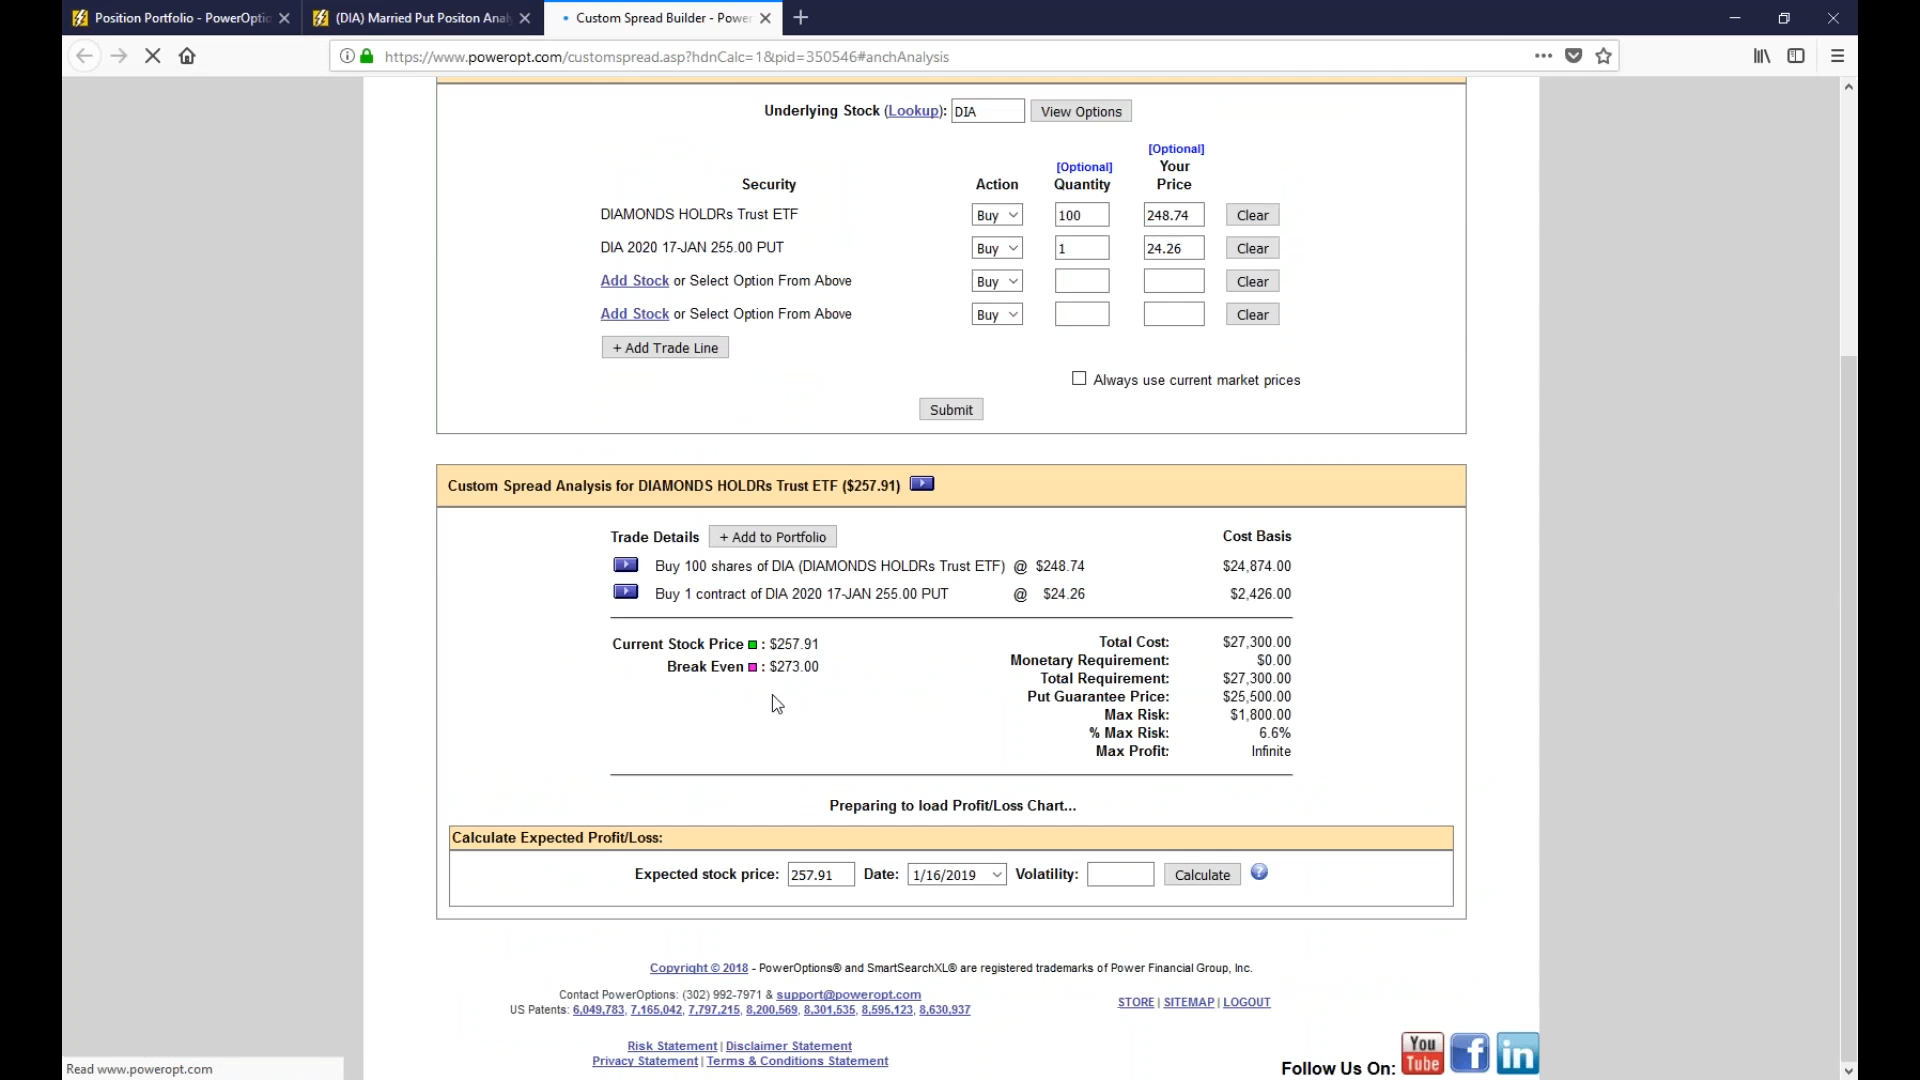 Position Portfolio - PowerOptio
(DIA) Married Put Positon Anal
Custom Spread Builder - Power
https://www.poweropt.com/customspread.asp?hdnCalc=1&pid=350546#anchAnalysis
Underlying Stock (Lookup): DIA View Options
[Optional]
[Optional] Your
Security Action Quantity Price
DIAMONDS HOLDRs Trust ETF Buy 100 248.74 Clear
DIA 2020 17-JAN 255.00 PUT Buy 1 24.26 Clear
Add Stock or Select Option From Above Buy Clear
Add Stock or Select Option From Above Buy Clear
+ Add Trade Line
Always use current market prices
Submit
Custom Spread Analysis for DIAMONDS HOLDRs Trust ETF ($257.91)
Trade Details + Add to Portfolio Cost Basis
Buy 100 shares of DIA (DIAMONDS HOLDRs Trust ETF) @ $248.74 $24,874.00
Buy 1 contract of DIA 2020 17-JAN 255.00 PUT @ $24.26 $2,426.00
Current Stock Price : $257.91
Break Even : $273.00
Total Cost: $27,300.00
Monetary Requirement: $0.00
Total Requirement: $27,300.00
Put Guarantee Price: $25,500.00
Max Risk: $1,800.00
% Max Risk: 6.6%
Max Profit: Infinite
Preparing to load Profit/Loss Chart...
Calculate Expected Profit/Loss:
Expected stock price: 257.91 Date: 1/16/2019 Volatility: Calculate ?
Copyright © 2018 - PowerOptions® and SmartSearchXL® are registered trademarks of Power Financial Group, Inc.
Contact PowerOptions: (302) 992-7971 & support@poweropt.com
US Patents: 6,049,783, 7,165,042, 7,797,215, 8,200,569, 8,301,535, 8,595,123, 8,630,937
STORE | SITEMAP | LOGOUT
Risk Statement | Disclaimer Statement
Privacy Statement | Terms & Conditions Statement
Follow Us On: You Tube f in
Read www.poweropt.com